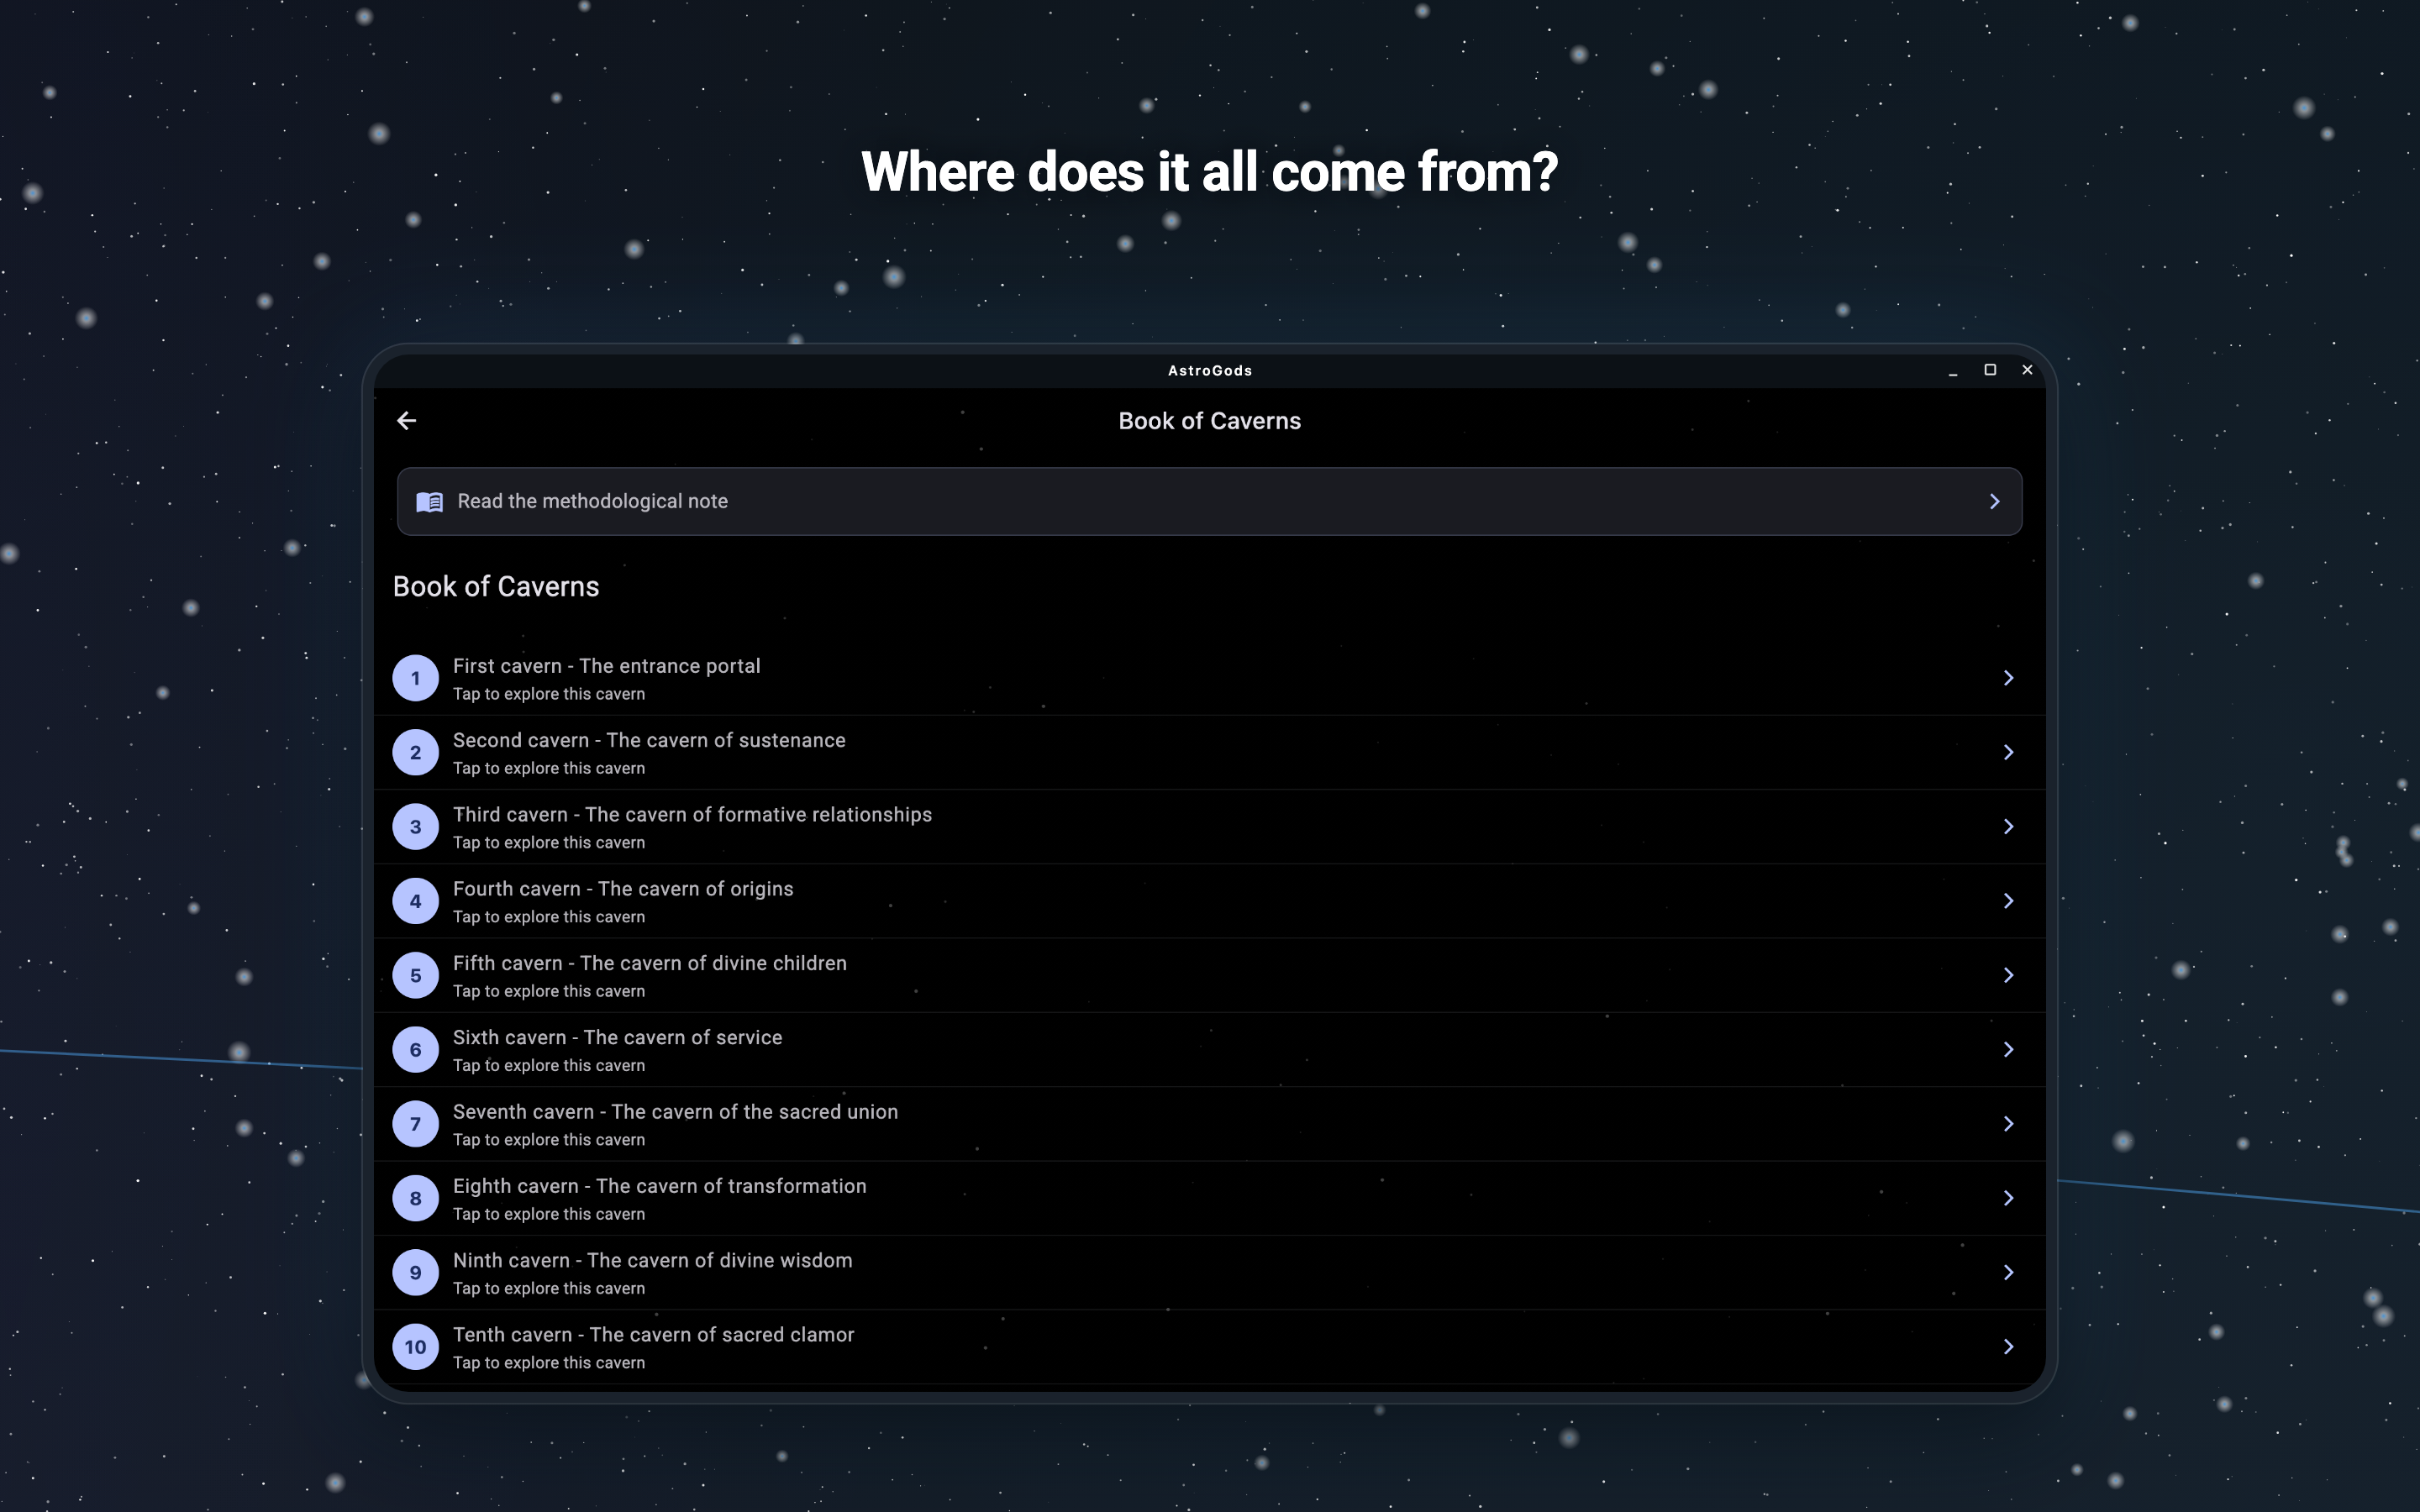 Where does it all come from?
AstroGods
Book of Caverns
Read the methodological note
Book of Caverns
1
First cavern - The entrance portal
Tap to explore this cavern
2
Second cavern - The cavern of sustenance
Tap to explore this cavern
3
Third cavern - The cavern of formative relationships
Tap to explore this cavern
4
Fourth cavern - The cavern of origins
Tap to explore this cavern
5
Fifth cavern - The cavern of divine children
Tap to explore this cavern
6
Sixth cavern - The cavern of service
Tap to explore this cavern
7
Seventh cavern - The cavern of the sacred union
Tap to explore this cavern
8
Eighth cavern - The cavern of transformation
Tap to explore this cavern
9
Ninth cavern - The cavern of divine wisdom
Tap to explore this cavern
10
Tenth cavern - The cavern of sacred clamor
Tap to explore this cavern